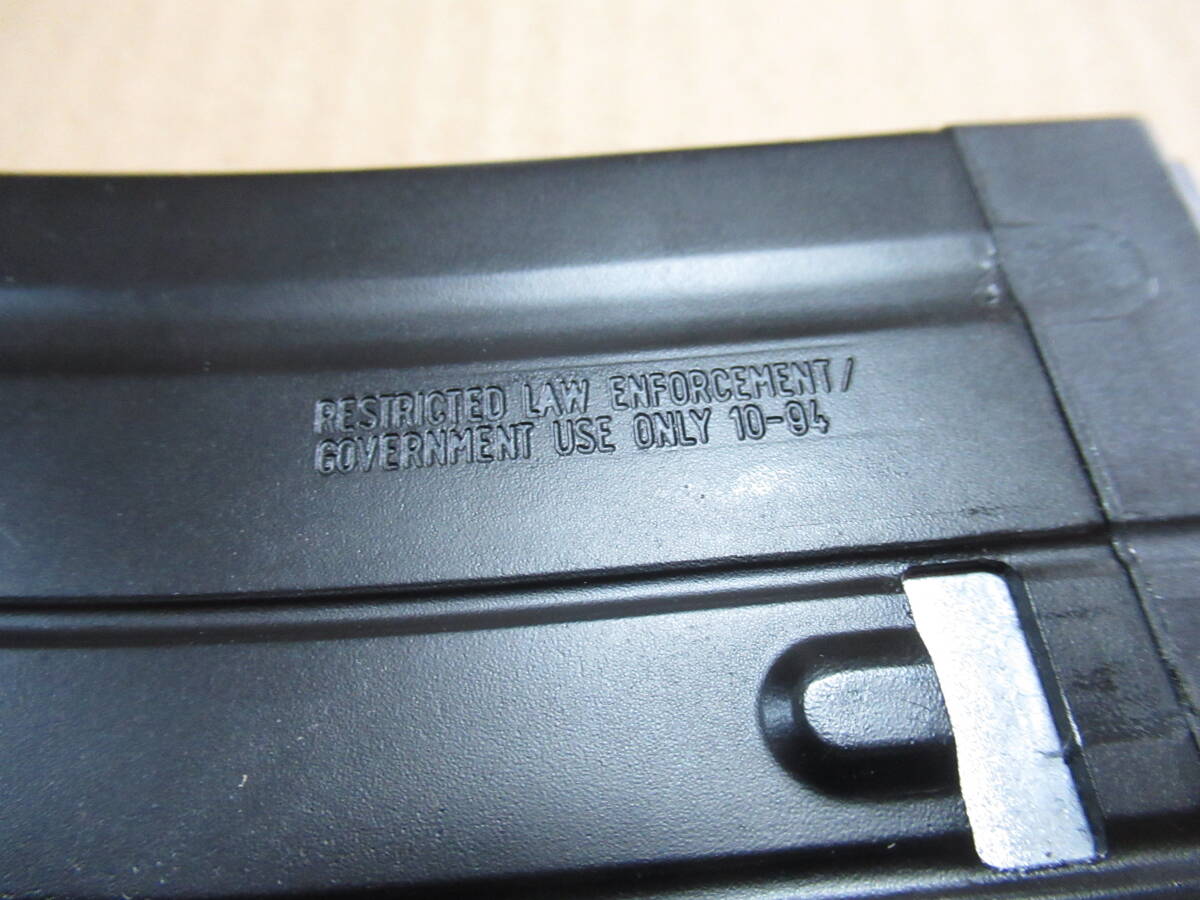 RESTRICTED LAW ENFORCEMENT/
GOVERNMENT USE ONLY 10-94